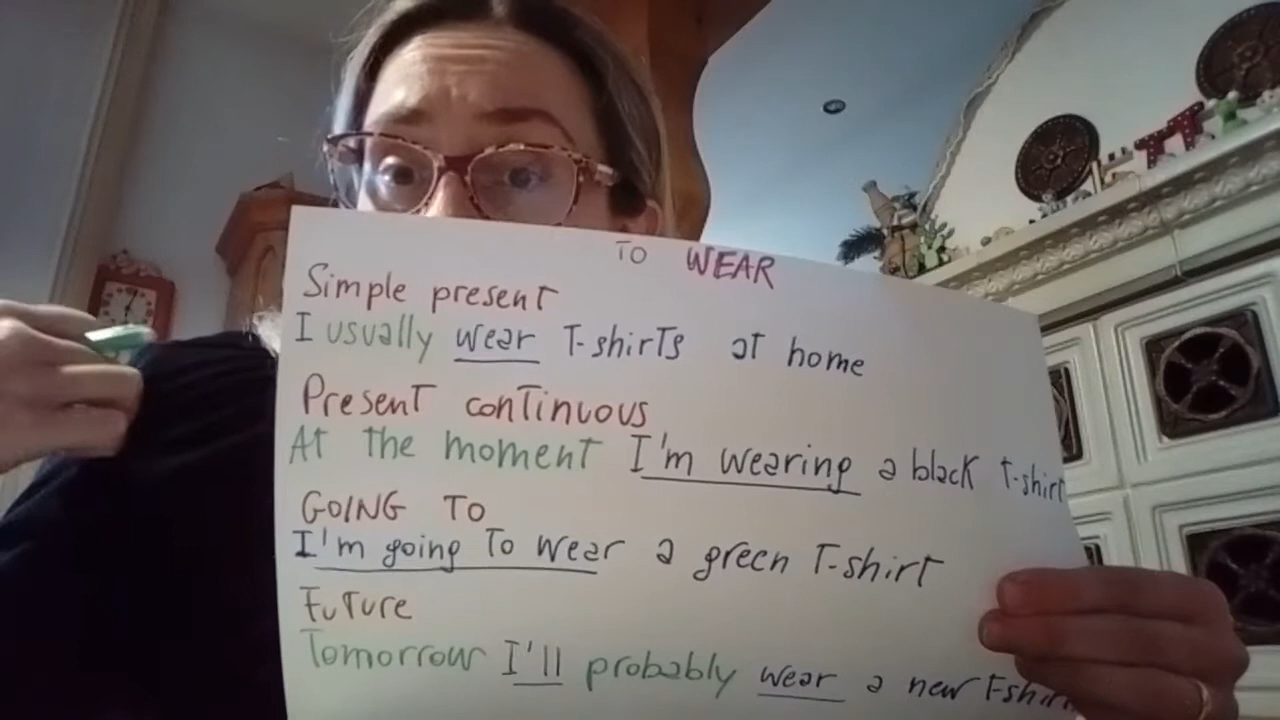 TO WEAR
Simple present
I usually wear T-shirts at home
Present continuous
At the moment I'm wearing a black T-shirt
GOING TO
I'm going To wear a green T-shirt
Future
Tomorrow I'll probably wear a new T-shirt